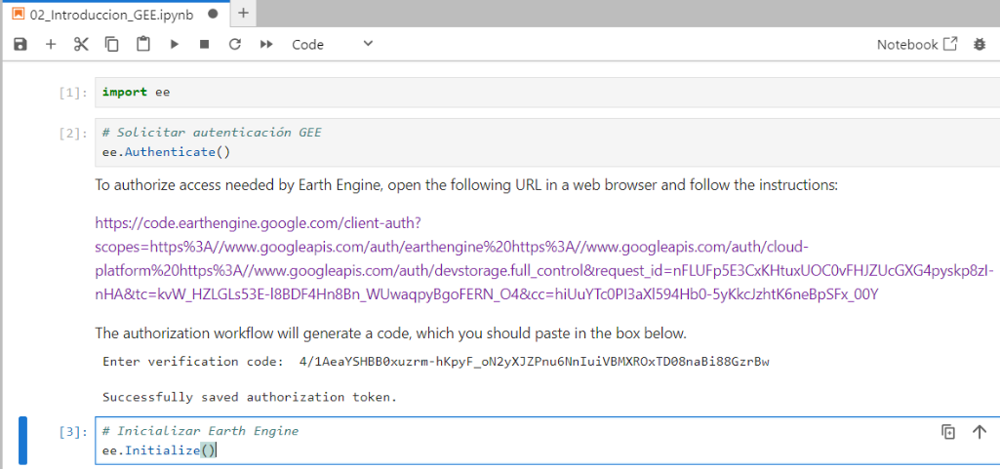 02_Introduccion_GEE.ipynb
Code
Notebook
[1]: import ee
[2]: # Solicitar autenticación GEE
ee.Authenticate()
To authorize access needed by Earth Engine, open the following URL in a web browser and follow the instructions:
https://code.earthengine.google.com/client-auth?
scopes=https%3A//www.googleapis.com/auth/earthengine%20https%3A//www.googleapis.com/auth/cloud-
platform%20https%3A//www.googleapis.com/auth/devstorage.full_control&request_id=nFLUFp5E3CxKHtuxUOC0vFHJZUcGXG4pyskp8zI-
nHA&tc=kvW_HZLGLs53E-l8BDF4Hn8Bn_WUwaqpyBgoFERN_O4&cc=hiUuYTc0PI3aXl594Hb0-5yKkcJzhtK6neBpSFx_00Y
The authorization workflow will generate a code, which you should paste in the box below.
Enter verification code: 4/1AeaYSHBB0xuzrm-hKpyF_oN2yXJZPnu6NnIuiVBMXROxTD08naBi88GzrBw
Successfully saved authorization token.
[3]: # Inicializar Earth Engine
ee.Initialize()